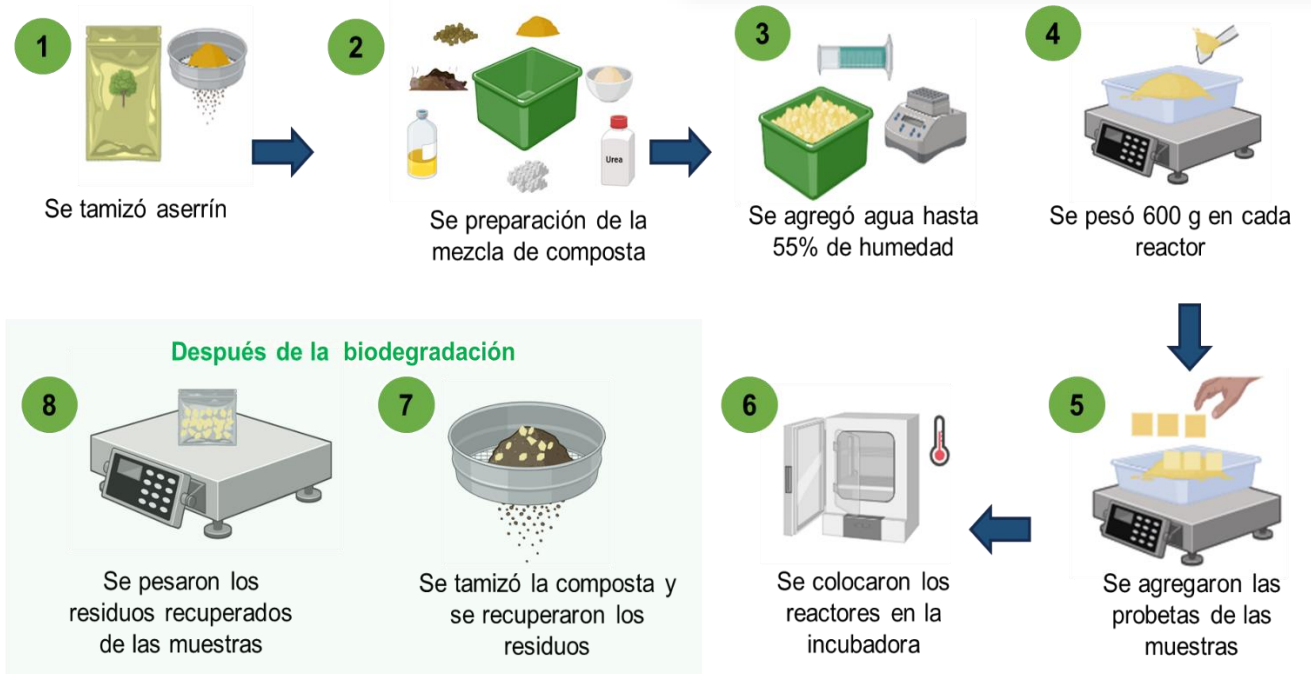 1
Se tamizó aserrín
2
Urea
Se preparación de la
mezcla de composta
3
Se agregó agua hasta
55% de humedad
4
Se pesó 600 g en cada
reactor
5
Se agregaron las
probetas de las
muestras
6
Se colocaron los
reactores en la
incubadora
Después de la biodegradación
7
Se tamizó la composta y
se recuperaron los
residuos
8
Se pesaron los
residuos recuperados
de las muestras